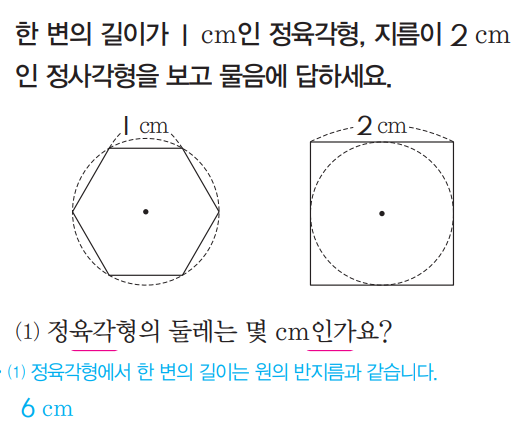 한 변의 길이가 1 cm인 정육각형, 지름이 2 cm
인 정사각형을 보고 물음에 답하세요.
1 cm
2 cm
(1) 정육각형의 둘레는 몇 cm인가요?
(1) 정육각형에서 한 변의 길이는 원의 반지름과 같습니다.
6 cm